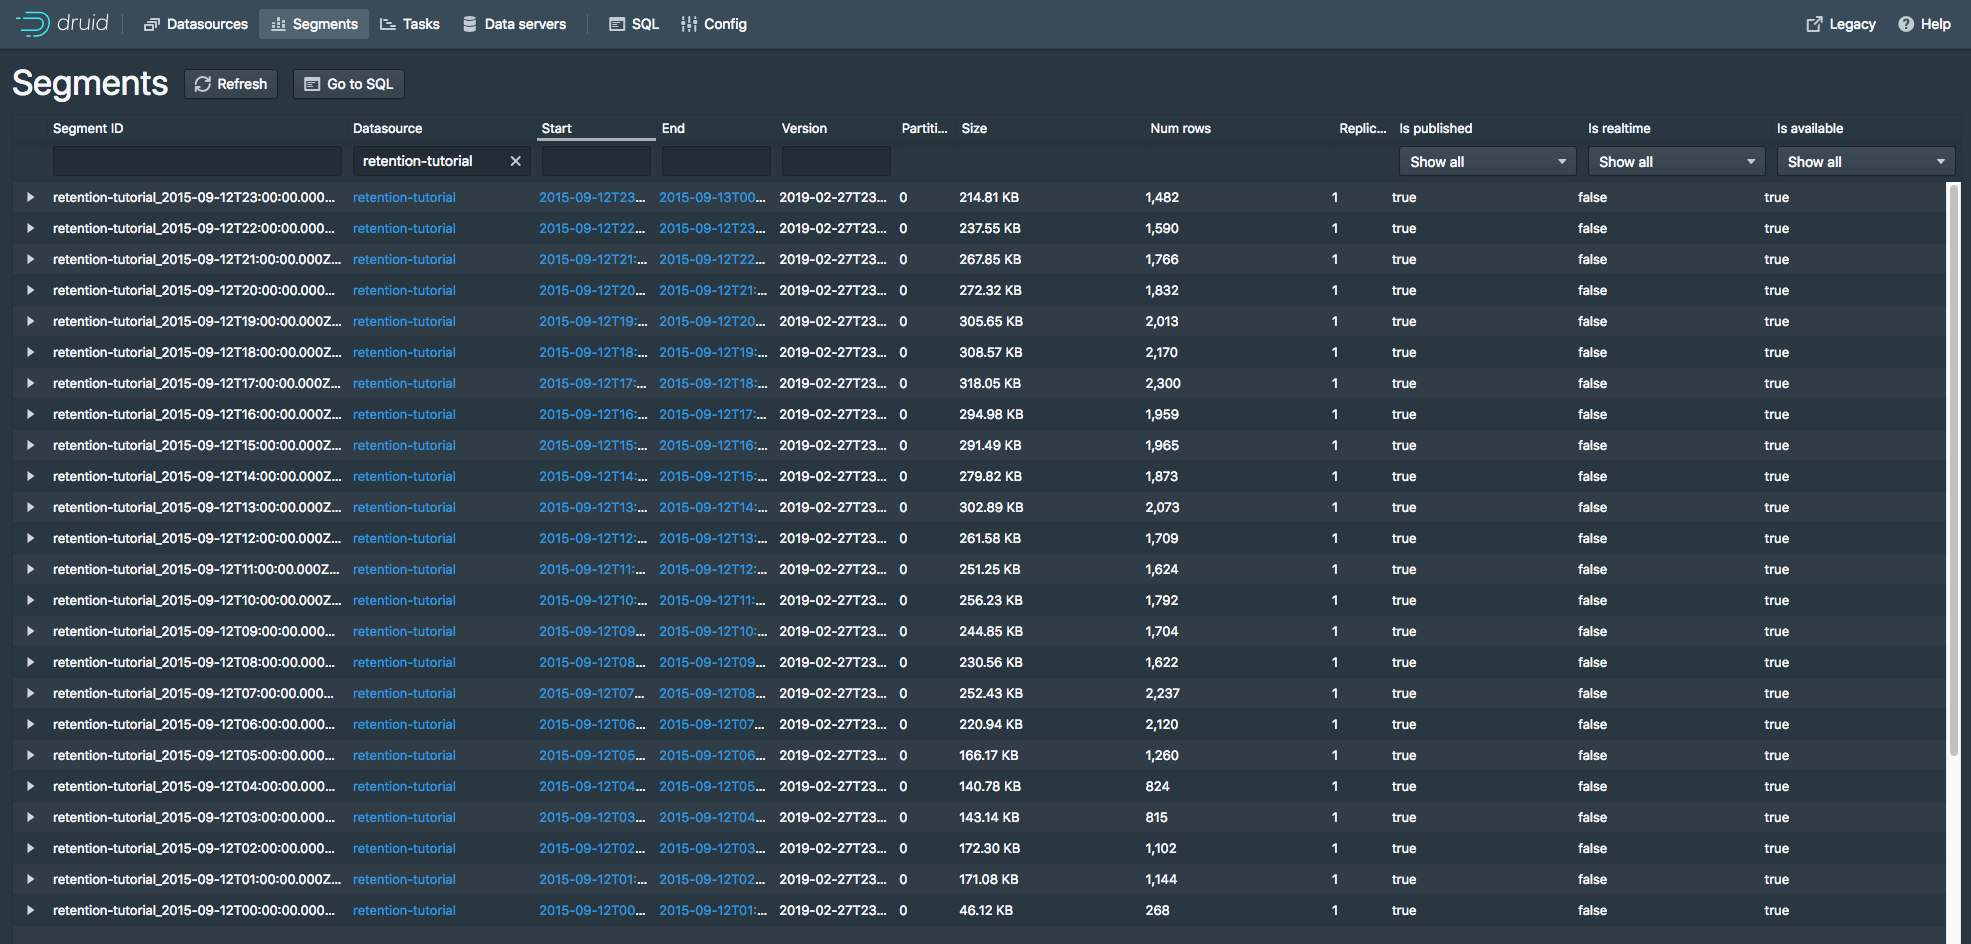 druid Datasources Segments Tasks Data servers SQL Config Legacy Help
Segments Refresh Go to SQL
Segment ID Datasource Start End Version Partiti... Size Num rows Replic... Is published Is realtime Is available
retention-tutorial Show all Show all Show all
retention-tutorial_2015-09-12T23:00:00.000... retention-tutorial 2015-09-12T23... 2015-09-13T00... 2019-02-27T23... 0 214.81 KB 1,482 1 true false true
retention-tutorial_2015-09-12T22:00:00.000... retention-tutorial 2015-09-12T22... 2015-09-12T23... 2019-02-27T23... 0 237.55 KB 1,590 1 true false true
retention-tutorial_2015-09-12T21:00:00.000Z... retention-tutorial 2015-09-12T21:... 2015-09-12T22... 2019-02-27T23... 0 267.85 KB 1,766 1 true false true
retention-tutorial_2015-09-12T20:00:00.000... retention-tutorial 2015-09-12T20... 2015-09-12T21:... 2019-02-27T23... 0 272.32 KB 1,832 1 true false true
retention-tutorial_2015-09-12T19:00:00.000Z... retention-tutorial 2015-09-12T19:... 2015-09-12T20... 2019-02-27T23... 0 305.65 KB 2,013 1 true false true
retention-tutorial_2015-09-12T18:00:00.000Z... retention-tutorial 2015-09-12T18:... 2015-09-12T19:... 2019-02-27T23... 0 308.57 KB 2,170 1 true false true
retention-tutorial_2015-09-12T17:00:00.000Z... retention-tutorial 2015-09-12T17:... 2015-09-12T18:... 2019-02-27T23... 0 318.05 KB 2,300 1 true false true
retention-tutorial_2015-09-12T16:00:00.000Z... retention-tutorial 2015-09-12T16:... 2015-09-12T17:... 2019-02-27T23... 0 294.98 KB 1,959 1 true false true
retention-tutorial_2015-09-12T15:00:00.000Z... retention-tutorial 2015-09-12T15:... 2015-09-12T16:... 2019-02-27T23... 0 291.49 KB 1,965 1 true false true
retention-tutorial_2015-09-12T14:00:00.000Z... retention-tutorial 2015-09-12T14:... 2015-09-12T15:... 2019-02-27T23... 0 279.82 KB 1,873 1 true false true
retention-tutorial_2015-09-12T13:00:00.000Z... retention-tutorial 2015-09-12T13:... 2015-09-12T14:... 2019-02-27T23... 0 302.89 KB 2,073 1 true false true
retention-tutorial_2015-09-12T12:00:00.000Z... retention-tutorial 2015-09-12T12:... 2015-09-12T13:... 2019-02-27T23... 0 261.58 KB 1,709 1 true false true
retention-tutorial_2015-09-12T11:00:00.000Z... retention-tutorial 2015-09-12T11:... 2015-09-12T12:... 2019-02-27T23... 0 251.25 KB 1,624 1 true false true
retention-tutorial_2015-09-12T10:00:00.000Z... retention-tutorial 2015-09-12T10:... 2015-09-12T11:... 2019-02-27T23... 0 256.23 KB 1,792 1 true false true
retention-tutorial_2015-09-12T09:00:00.000... retention-tutorial 2015-09-12T09... 2015-09-12T10:... 2019-02-27T23... 0 244.85 KB 1,704 1 true false true
retention-tutorial_2015-09-12T08:00:00.000... retention-tutorial 2015-09-12T08... 2015-09-12T09... 2019-02-27T23... 0 230.56 KB 1,622 1 true false true
retention-tutorial_2015-09-12T07:00:00.000... retention-tutorial 2015-09-12T07... 2015-09-12T08... 2019-02-27T23... 0 252.43 KB 2,237 1 true false true
retention-tutorial_2015-09-12T06:00:00.000... retention-tutorial 2015-09-12T06... 2015-09-12T07... 2019-02-27T23... 0 220.94 KB 2,120 1 true false true
retention-tutorial_2015-09-12T05:00:00.000... retention-tutorial 2015-09-12T05... 2015-09-12T06... 2019-02-27T23... 0 166.17 KB 1,260 1 true false true
retention-tutorial_2015-09-12T04:00:00.000... retention-tutorial 2015-09-12T04... 2015-09-12T05... 2019-02-27T23... 0 140.78 KB 824 1 true false true
retention-tutorial_2015-09-12T03:00:00.000... retention-tutorial 2015-09-12T03... 2015-09-12T04... 2019-02-27T23... 0 143.14 KB 815 1 true false true
retention-tutorial_2015-09-12T02:00:00.000... retention-tutorial 2015-09-12T02... 2015-09-12T03... 2019-02-27T23... 0 172.30 KB 1,102 1 true false true
retention-tutorial_2015-09-12T01:00:00.000Z... retention-tutorial 2015-09-12T01:... 2015-09-12T02... 2019-02-27T23... 0 171.08 KB 1,144 1 true false true
retention-tutorial_2015-09-12T00:00:00.000... retention-tutorial 2015-09-12T00... 2015-09-12T01:... 2019-02-27T23... 0 46.12 KB 268 1 true false true